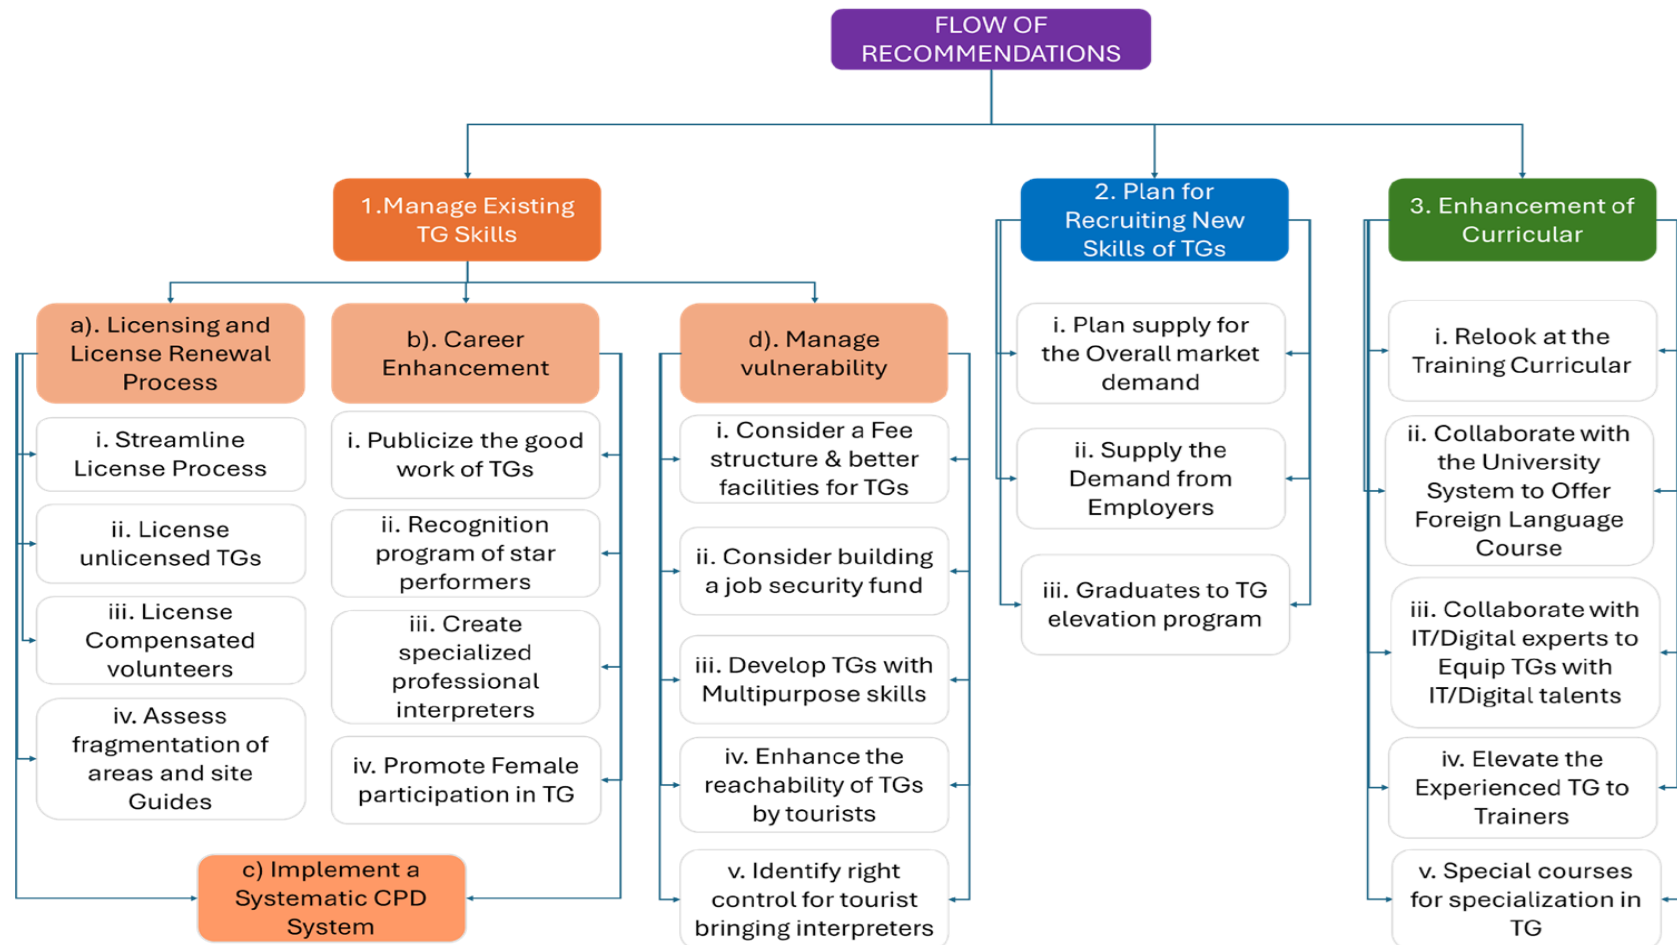 FLOW OF
RECOMMENDATIONS
1.Manage Existing
TG Skills
a). Licensing and
License Renewal
Process
i. Streamline
License Process
ii. License
unlicensed TGs
iii. License
Compensated
volunteers
iv. Assess
fragmentation of
areas and site
Guides
b). Career
Enhancement
i. Publicize the good
work of TGs
ii. Recognition
program of star
performers
iii. Create
specialized
professional
interpreters
iv. Promote Female
participation in TG
c) Implement a
Systematic CPD
System
d). Manage
vulnerability
i. Consider a Fee
structure & better
facilities for TGs
ii. Consider building
a job security fund
iii. Develop TGs with
Multipurpose skills
iv. Enhance the
reachability of TGs
by tourists
v. Identify right
control for tourist
bringing interpreters
2. Plan for
Recruiting New
Skills of TGs
i. Plan supply for
the Overall market
demand
ii. Supply the
Demand from
Employers
iii. Graduates to TG
elevation program
3. Enhancement of
Curricular
i. Relook at the
Training Curricular
ii. Collaborate with
the University
System to Offer
Foreign Language
Course
iii. Collaborate with
IT/Digital experts to
Equip TGs with
IT/Digital talents
iv. Elevate the
Experienced TG to
Trainers
v. Special courses
for specialization in
TG